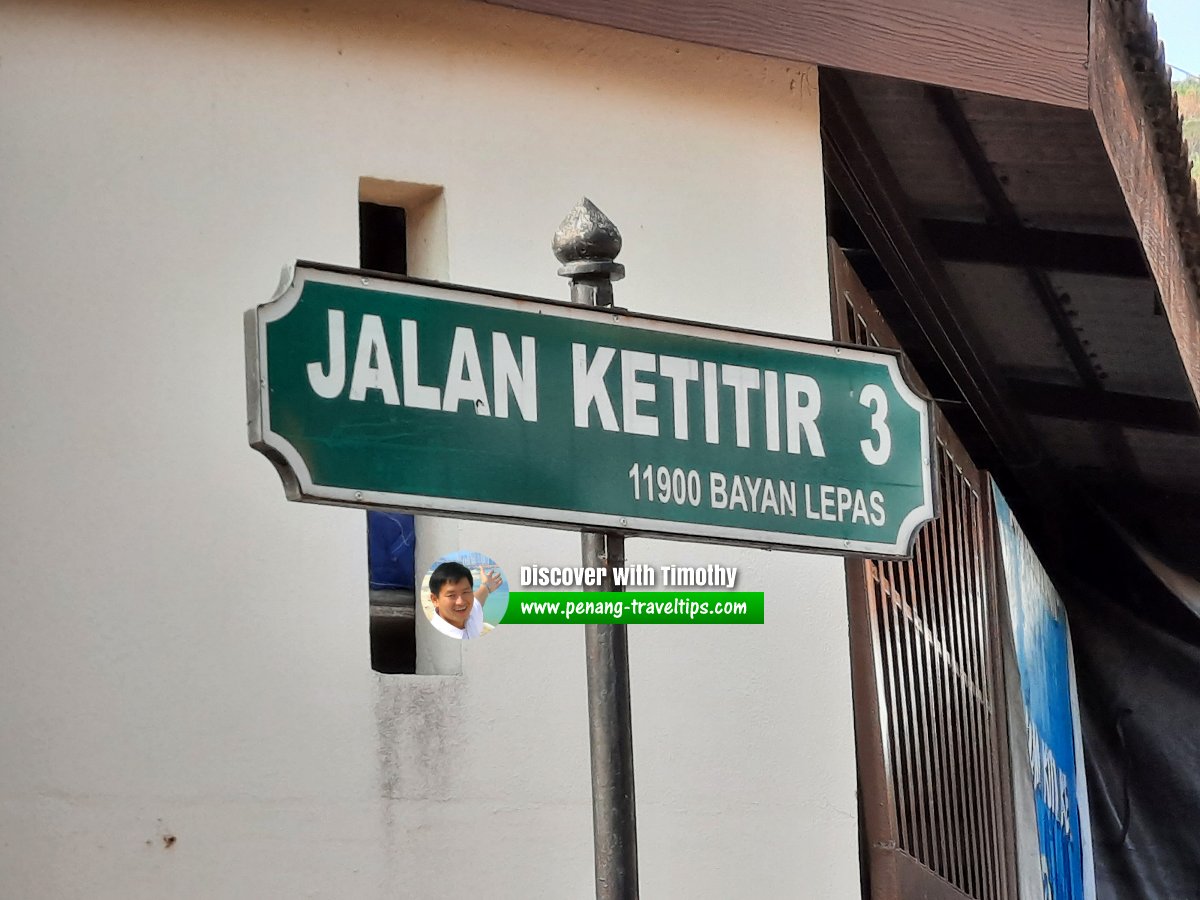 JALAN KETITIR 3
11900 BAYAN LEPAS
Discover with Timothy
www.penang-traveltips.com